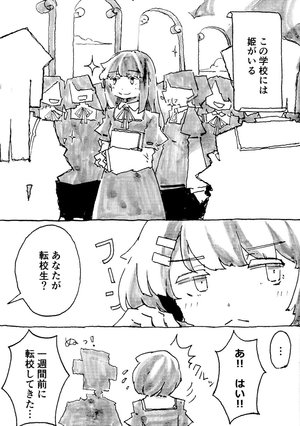 この学校には
姫がいる
フーン
あなたが
転校生？
あ!! はい!!
ぬっ!
一週間前に
転校してきた…
…